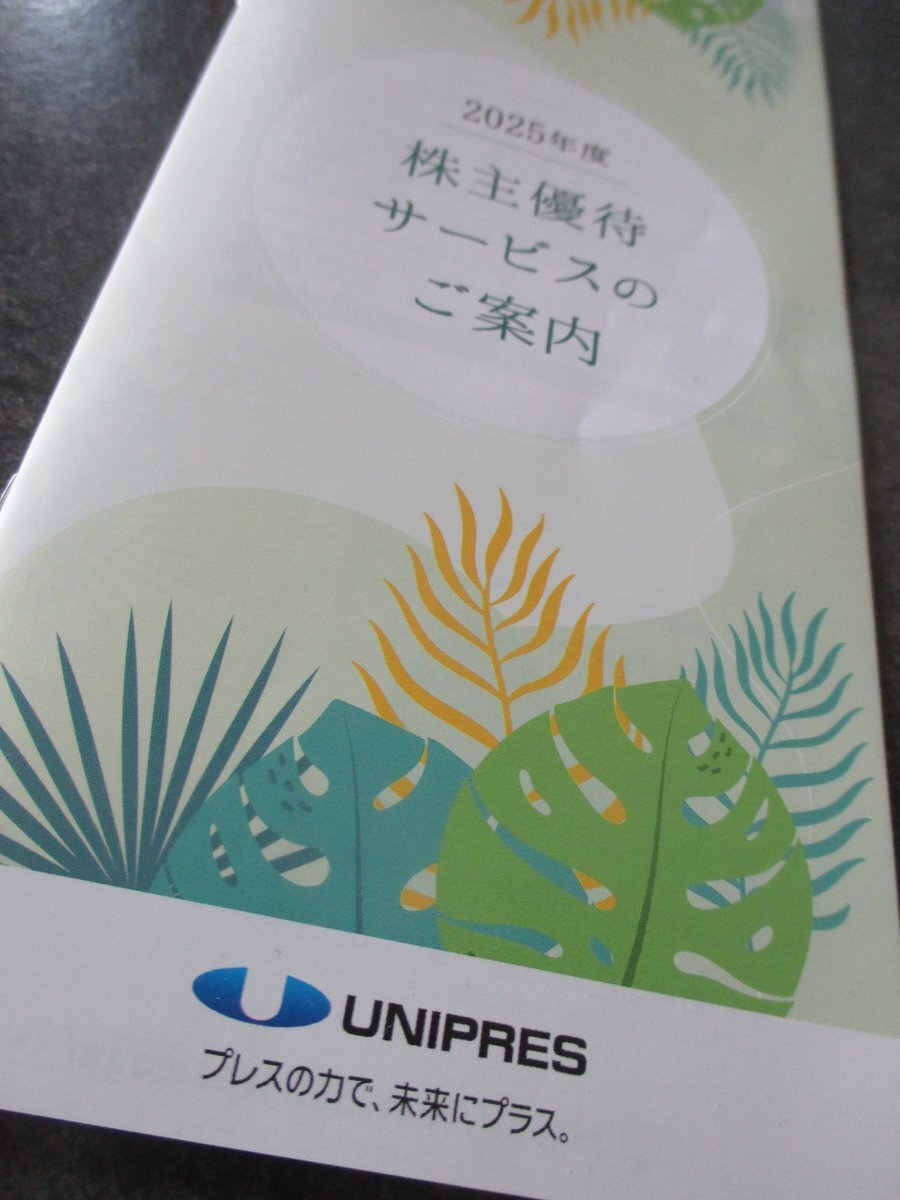 2025年度
株主優待
サービスの
ご案内
UNIPRES
プレスの力で、未来にプラス。